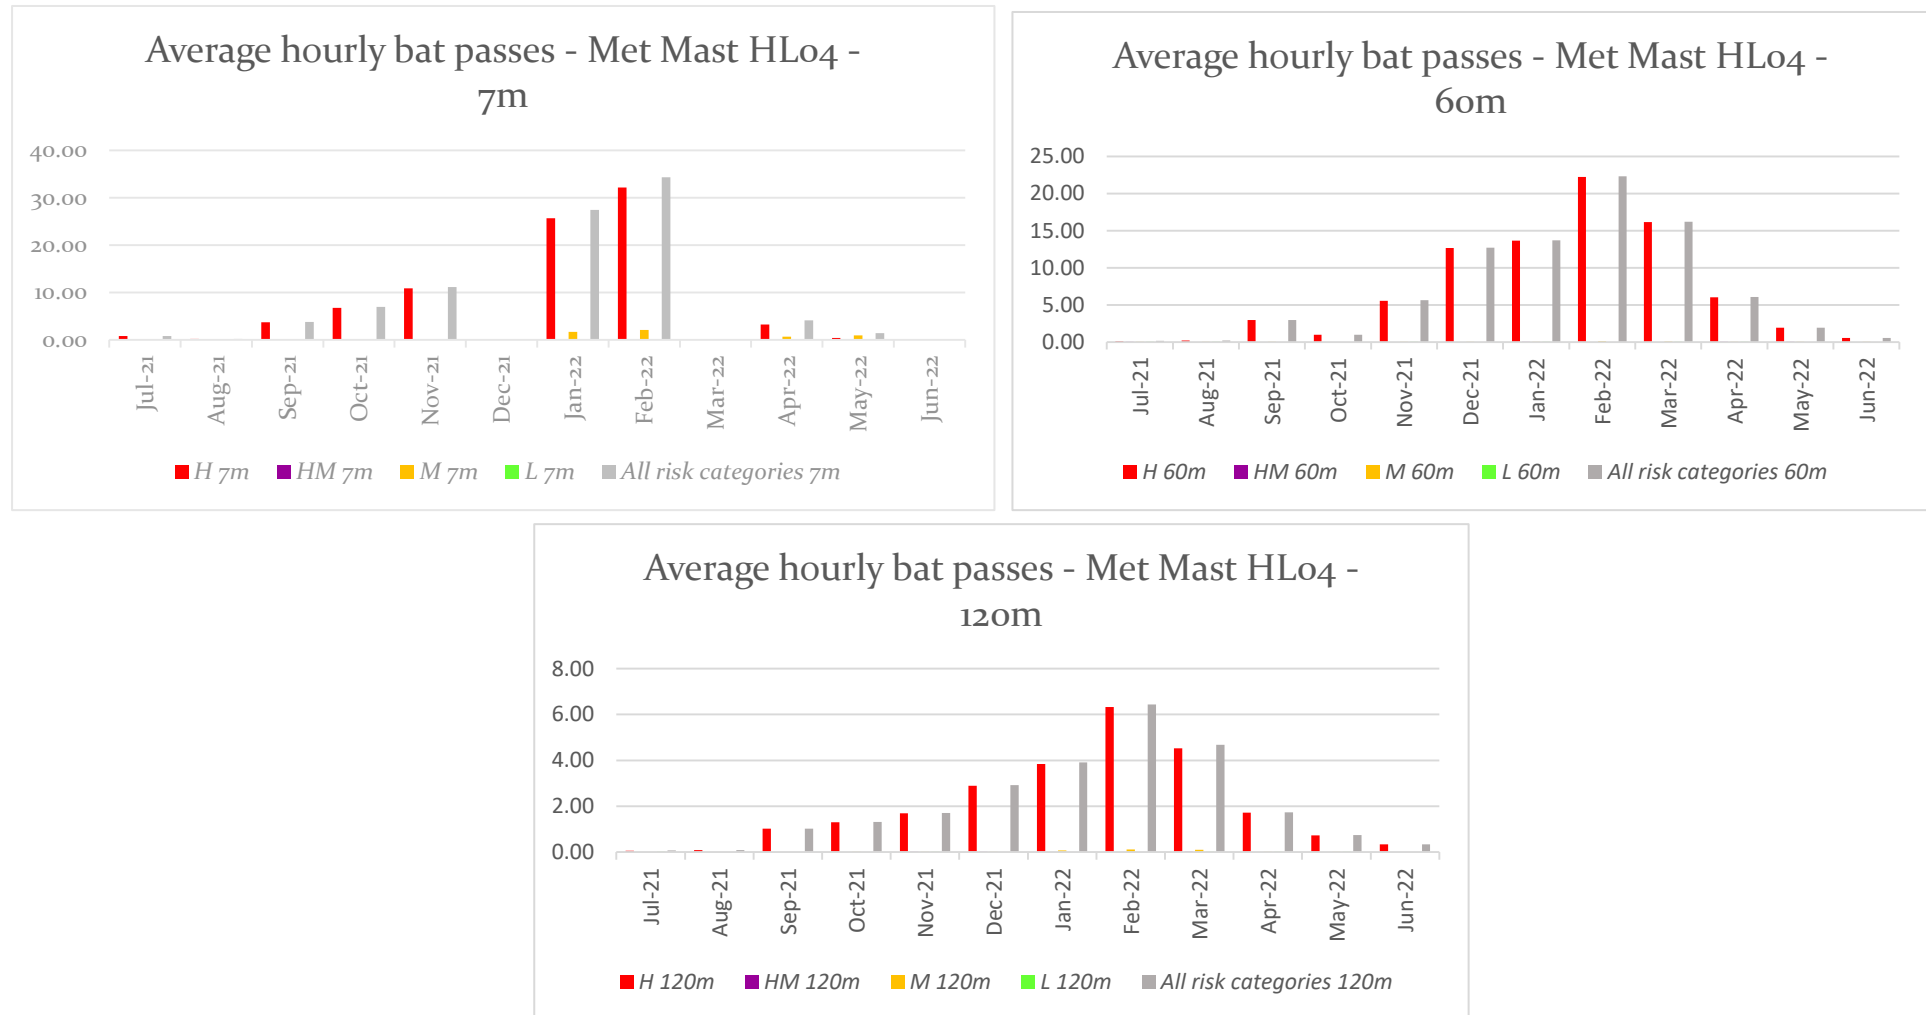 Average hourly bat passes - Met Mast HL04 -
7m
40.00
30.00
20.00
10.00
0.00
Jul-21
Aug-21
Sep-21
Oct-21
Nov-21
Dec-21
Jan-22
Feb-22
Mar-22
Apr-22
May-22
Jun-22
H 7m HM 7m M 7m L 7m All risk categories 7m
Average hourly bat passes - Met Mast HL04 -
60m
25.00
20.00
15.00
10.00
5.00
0.00
Jul-21
Aug-21
Sep-21
Oct-21
Nov-21
Dec-21
Jan-22
Feb-22
Mar-22
Apr-22
May-22
Jun-22
H 60m HM 60m M 60m L 60m All risk categories 60m
Average hourly bat passes - Met Mast HL04 -
120m
8.00
6.00
4.00
2.00
0.00
Jul-21
Aug-21
Sep-21
Oct-21
Nov-21
Dec-21
Jan-22
Feb-22
Mar-22
Apr-22
May-22
Jun-22
H 120m HM 120m M 120m L 120m All risk categories 120m